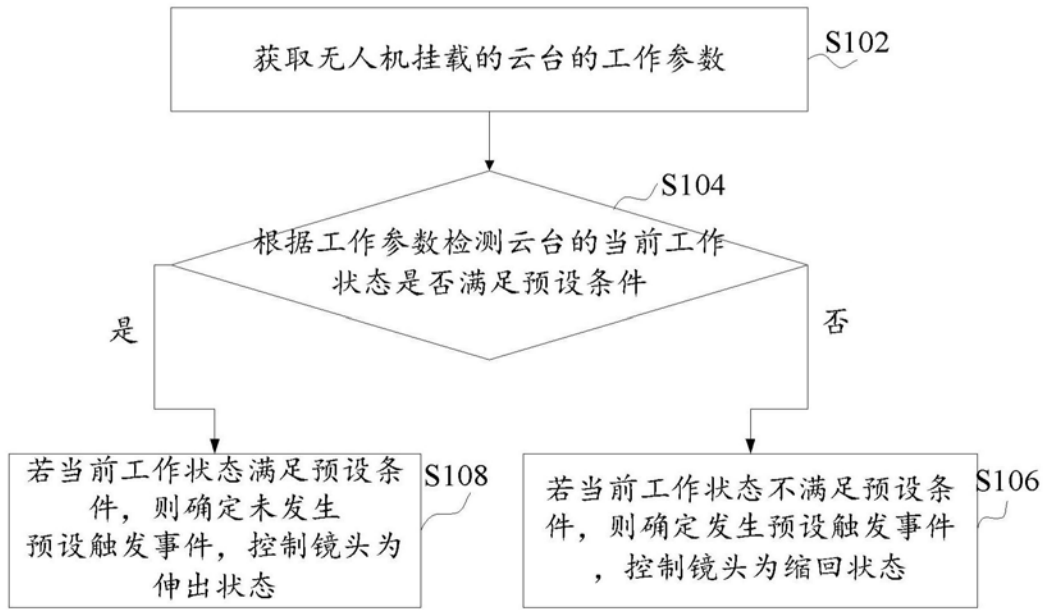 获取无人机挂载的云台的工作参数
S102
S104
根据工作参数检测云台的当前工作
状态是否满足预设条件
是
否
若当前工作状态满足预设条
件，则确定未发生
预设触发事件，控制镜头为
伸出状态
S108
若当前工作状态不满足预设条
件，则确定发生预设触发事件
，控制镜头为缩回状态
S106